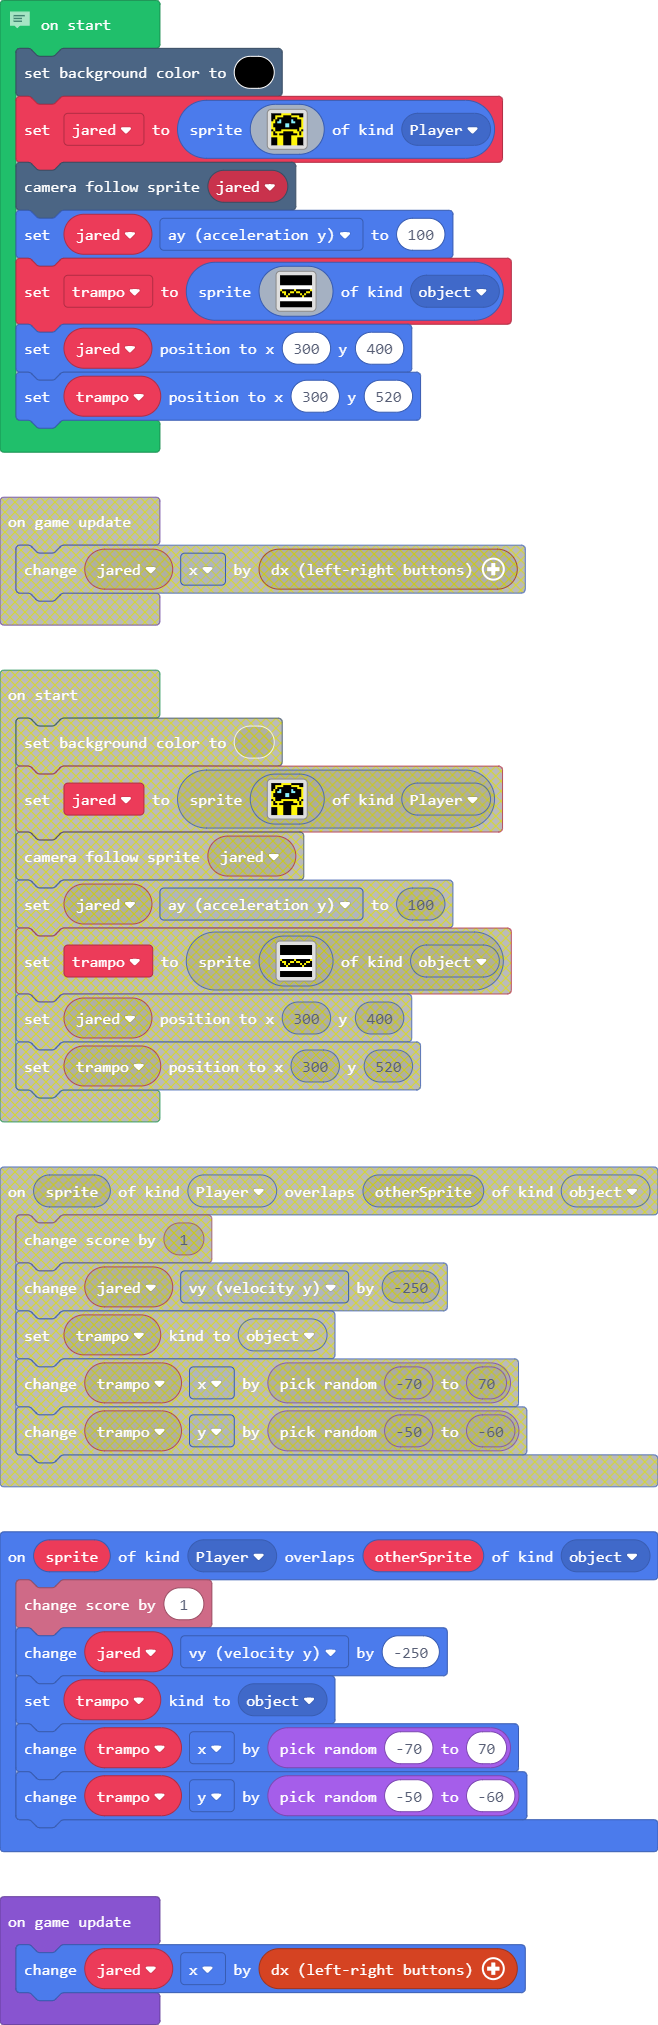 on start
set background color to
set jared to sprite of kind Player
camera follow sprite jared
set jared ay (acceleration y) to 100
set trampo to sprite of kind object
set jared position to x 300 y 400
set trampo position to x 300 y 520
on game update
change jared x by dx (left-right buttons)
on start
set background color to
set jared to sprite of kind Player
camera follow sprite jared
set jared ay (acceleration y) to 100
set trampo to sprite of kind object
set jared position to x 300 y 400
set trampo position to x 300 y 520
on sprite of kind Player overlaps otherSprite of kind object
change score by 1
change jared vy (velocity y) by -250
set trampo kind to object
change trampo x by pick random -70 to 70
change trampo y by pick random -50 to -60
on sprite of kind Player overlaps otherSprite of kind object
change score by 1
change jared vy (velocity y) by -250
set trampo kind to object
change trampo x by pick random -70 to 70
change trampo y by pick random -50 to -60
on game update
change jared x by dx (left-right buttons)